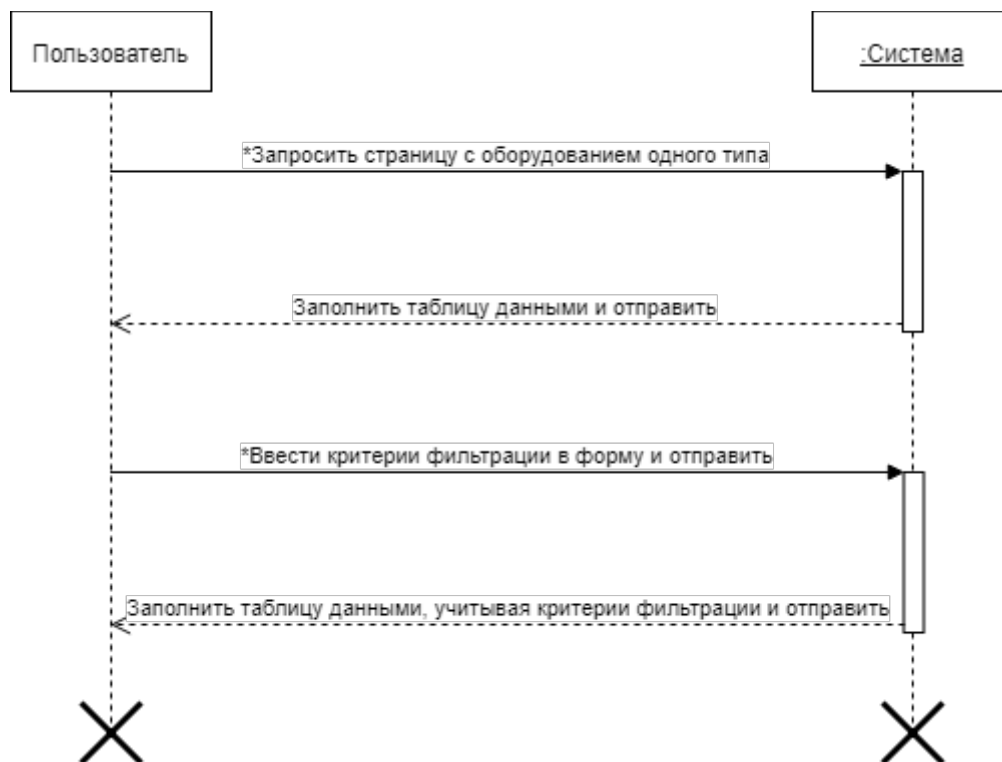 Пользователь
:Система
*Запросить страницу с оборудованием одного типа
Заполнить таблицу данными и отправить
*Ввести критерии фильтрации в форму и отправить
Заполнить таблицу данными, учитывая критерии фильтрации и отправить